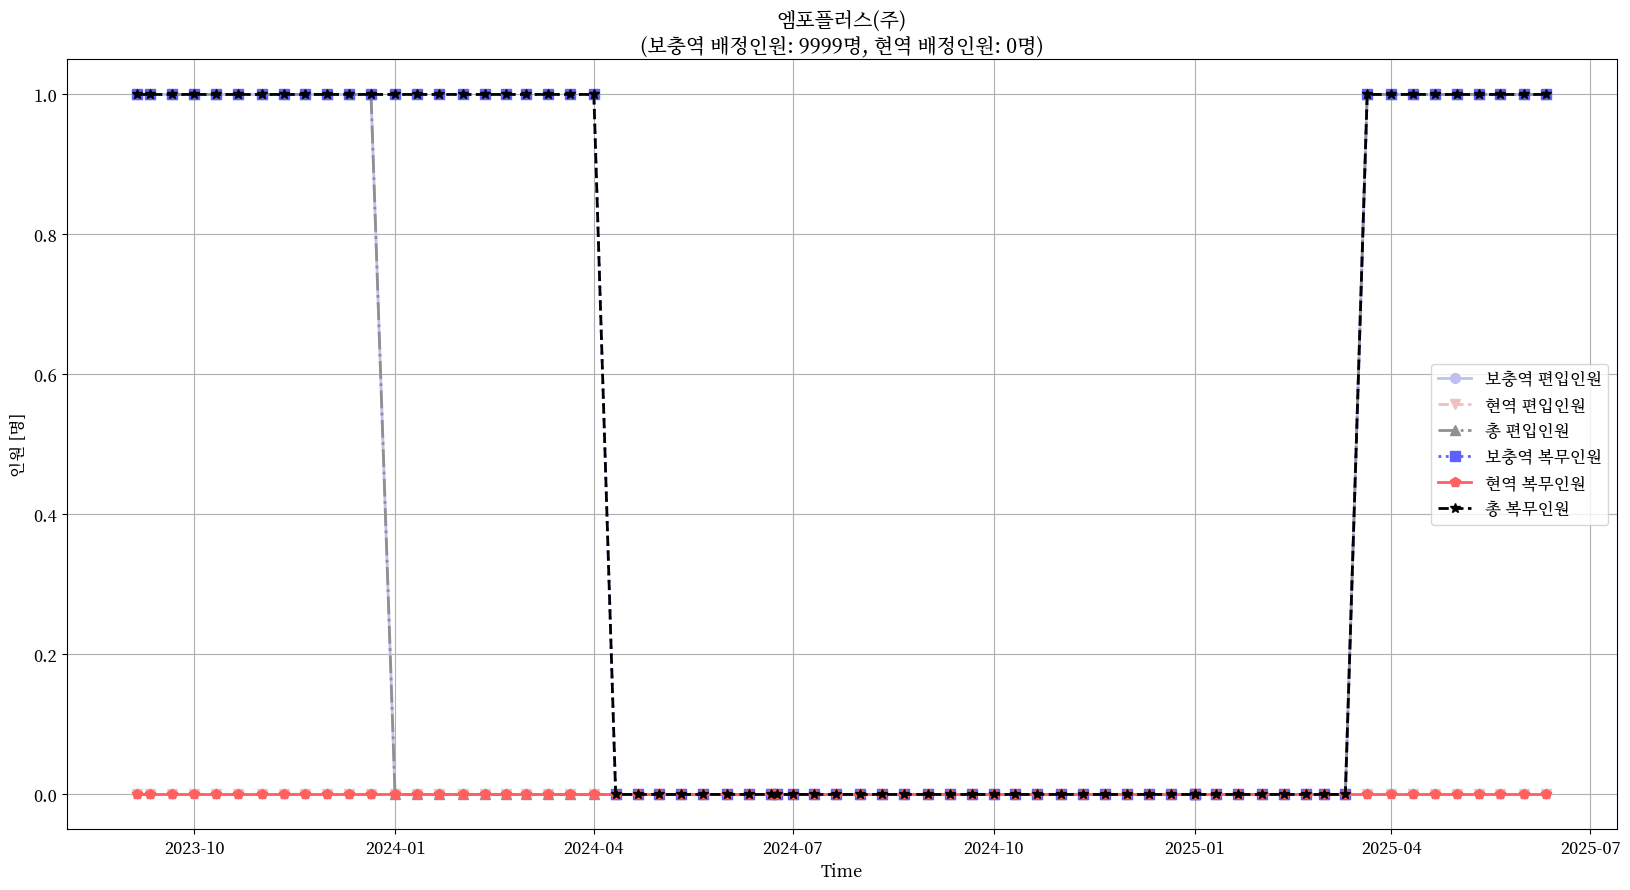 엠포플러스(주)
(보충역 배정인원: 9999명, 현역 배정인원: 0명)
인원 [명]
1.0
0.8
0.6
0.4
0.2
0.0
보충역 편입인원
현역 편입인원
총 편입인원
보충역 복무인원
현역 복무인원
총 복무인원
2023-10
2024-01
2024-04
2024-07
2024-10
2025-01
2025-04
2025-07
Time